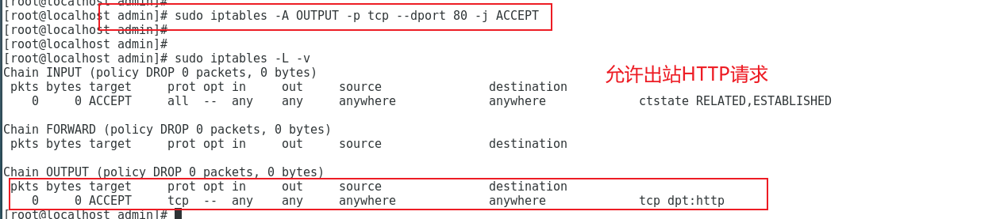 [root@localhost admin]#
[root@localhost admin]# sudo iptables -A OUTPUT -p tcp --dport 80 -j ACCEPT
[root@localhost admin]#
[root@localhost admin]#
[root@localhost admin]# sudo iptables -L -v
Chain INPUT (policy DROP 0 packets, 0 bytes)
允许出站HTTP请求
pkts bytes target prot opt in out source destination
0 0 ACCEPT all -- any any anywhere anywhere ctstate RELATED,ESTABLISHED
Chain FORWARD (policy DROP 0 packets, 0 bytes)
pkts bytes target prot opt in out source destination
Chain OUTPUT (policy DROP 0 packets, 0 bytes)
pkts bytes target prot opt in out source destination
0 0 ACCEPT tcp -- any any anywhere anywhere tcp dpt:http
[root@localhost admin]#